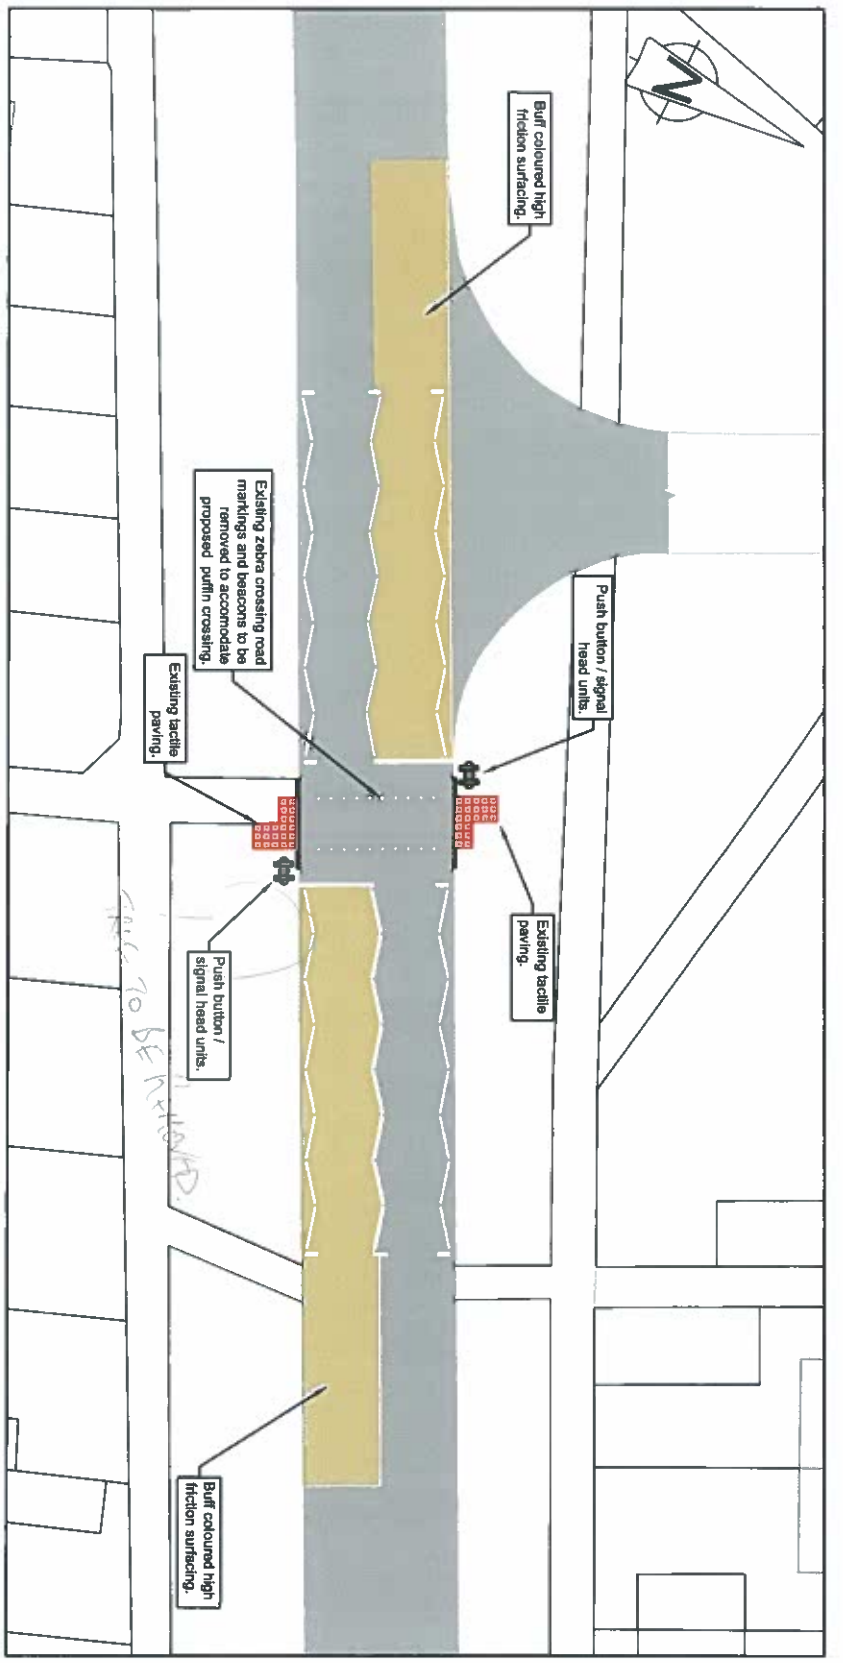 N
Buff coloured high
friction surfacing.
Push button / signal
head units.
Existing zebra crossing road
markings and beacons to be
removed to accomodate
proposed puffin crossing.
Existing tactile
paving.
Existing tactile
paving.
Push button /
signal head units.
TO BE
Buff coloured high
friction surfacing.